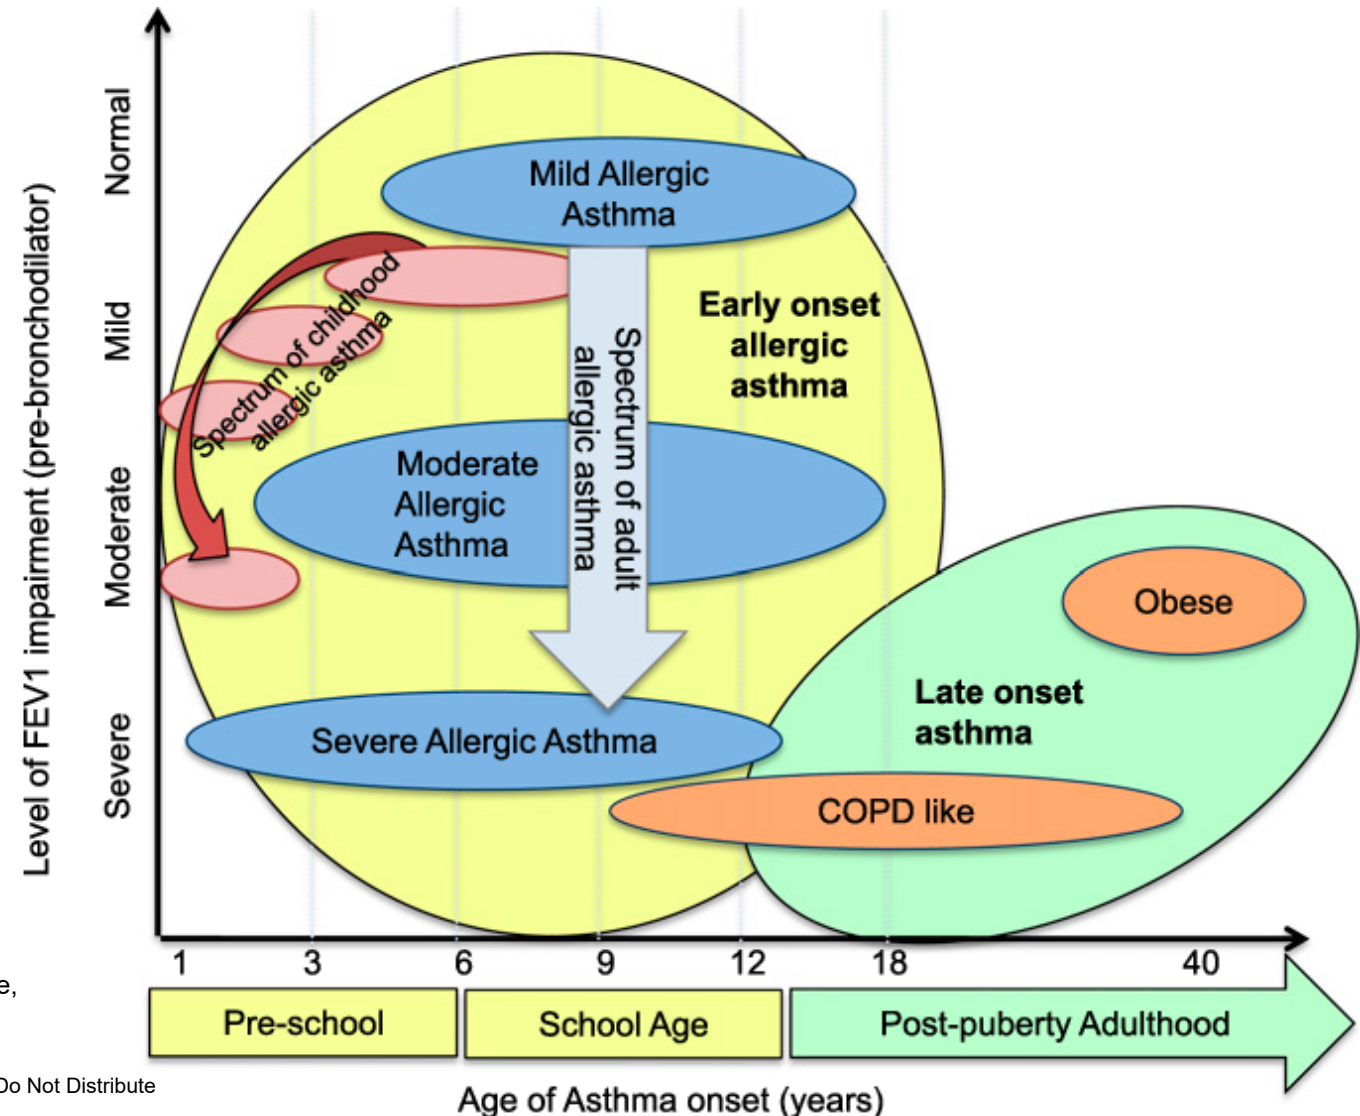 Level of FEV1 impairment (pre-bronchodilator)
Normal
Mild
Moderate
Severe
Mild Allergic
Asthma
Spectrum of childhood
allergic asthma
Early onset
allergic
asthma
Spectrum of adult
allergic asthma
Moderate
Allergic
Asthma
Obese
Late onset
asthma
Severe Allergic Asthma
COPD like
1 3 6 9 12 18 40
e,
Pre-school School Age Post-puberty Adulthood
Do Not Distribute
Age of Asthma onset (years)